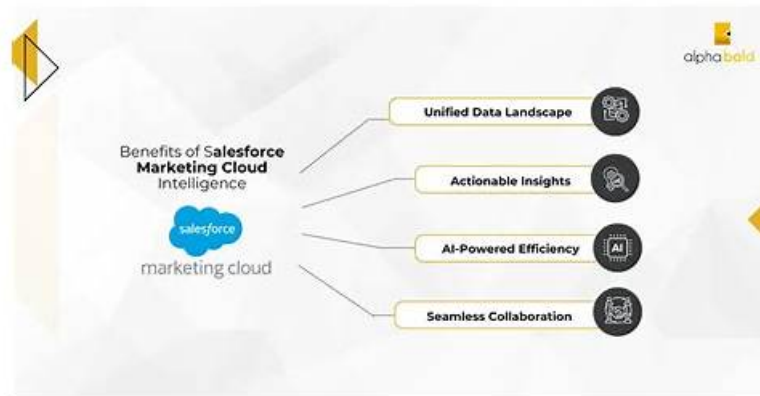 alphabold
Benefits of Salesforce
Marketing Cloud
Intelligence
salesforce
marketing cloud
Unified Data Landscape
Actionable Insights
AI-Powered Efficiency
AI
Seamless Collaboration